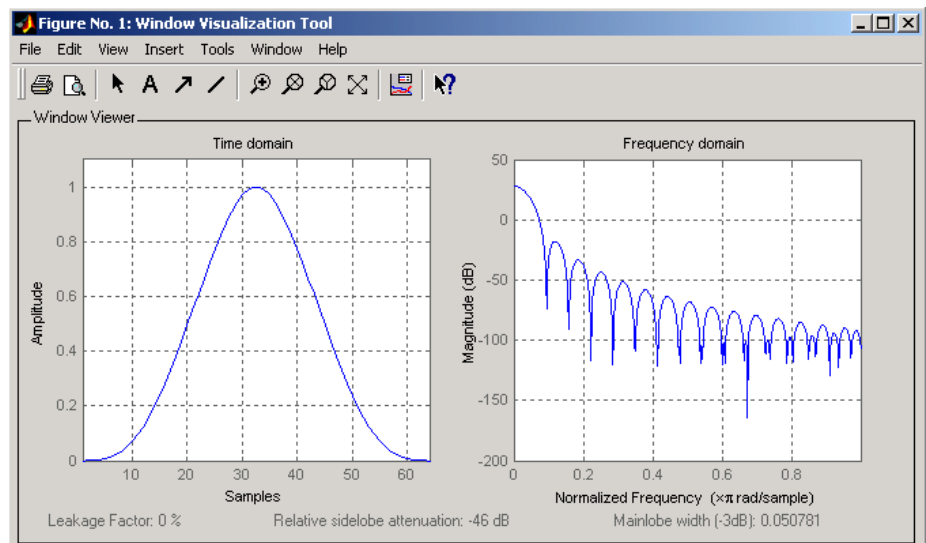 Figure No. 1: Window Visualization Tool
File Edit View Insert Tools Window Help
A
Window Viewer
Time domain
1
0.8
0.6
0.4
0.2
0
Amplitude
10 20 30 40 50 60
Samples
Frequency domain
50
0
-50
-100
-150
-200
Magnitude (dB)
0 0.2 0.4 0.6 0.8
Normalized Frequency (×π rad/sample)
Leakage Factor: 0 % Relative sidelobe attenuation: -46 dB Mainlobe width (-3dB): 0.050781